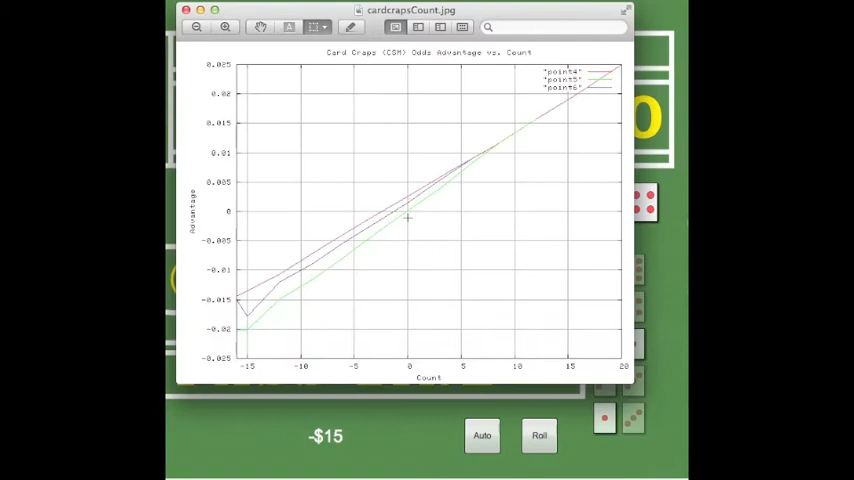 cardcrapsCount.jpg
A
Card Craps (CSM) Odds Advantage vs. Count
"point4"
"point5"
"point6"
0.025
0.02
0.015
0.01
0.005
0
-0.005
-0.01
-0.015
-0.02
-0.025
Advantage
-15 -10 -5 0 5 10 15 20
Count
-$15
Auto
Roll